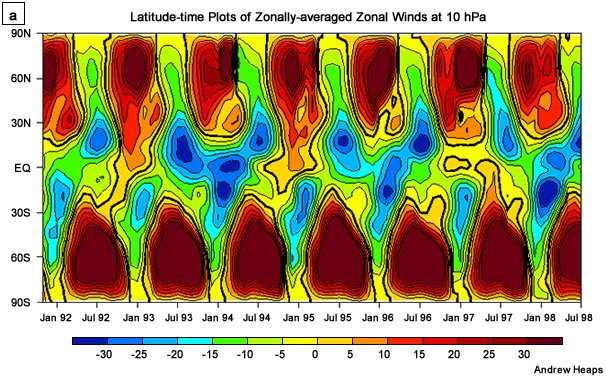 a
Latitude-time Plots of Zonally-averaged Zonal Winds at 10 hPa
90N
60N
30N
EQ
30S
60S
90S
Jan 92 Jul 92 Jan 93 Jul 93 Jan 94 Jul 94 Jan 95 Jul 95 Jan 96 Jul 96 Jan 97 Jul 97 Jan 98 Jul 98
-30 -25 -20 -15 -10 -5 0 5 10 15 20 25 30
Andrew Heaps